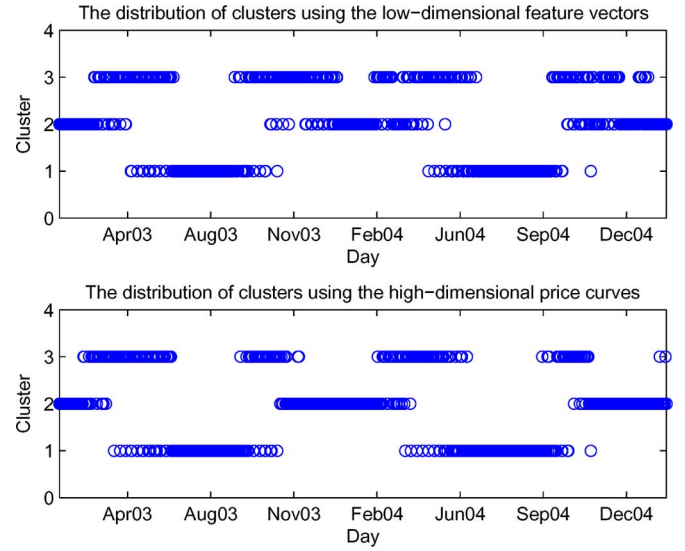 The distribution of clusters using the low-dimensional feature vectors
4
3
2
1
0
Cluster
Apr03 Aug03 Nov03 Feb04 Jun04 Sep04 Dec04
Day
The distribution of clusters using the high-dimensional price curves
4
3
2
1
0
Cluster
Apr03 Aug03 Nov03 Feb04 Jun04 Sep04 Dec04
Day